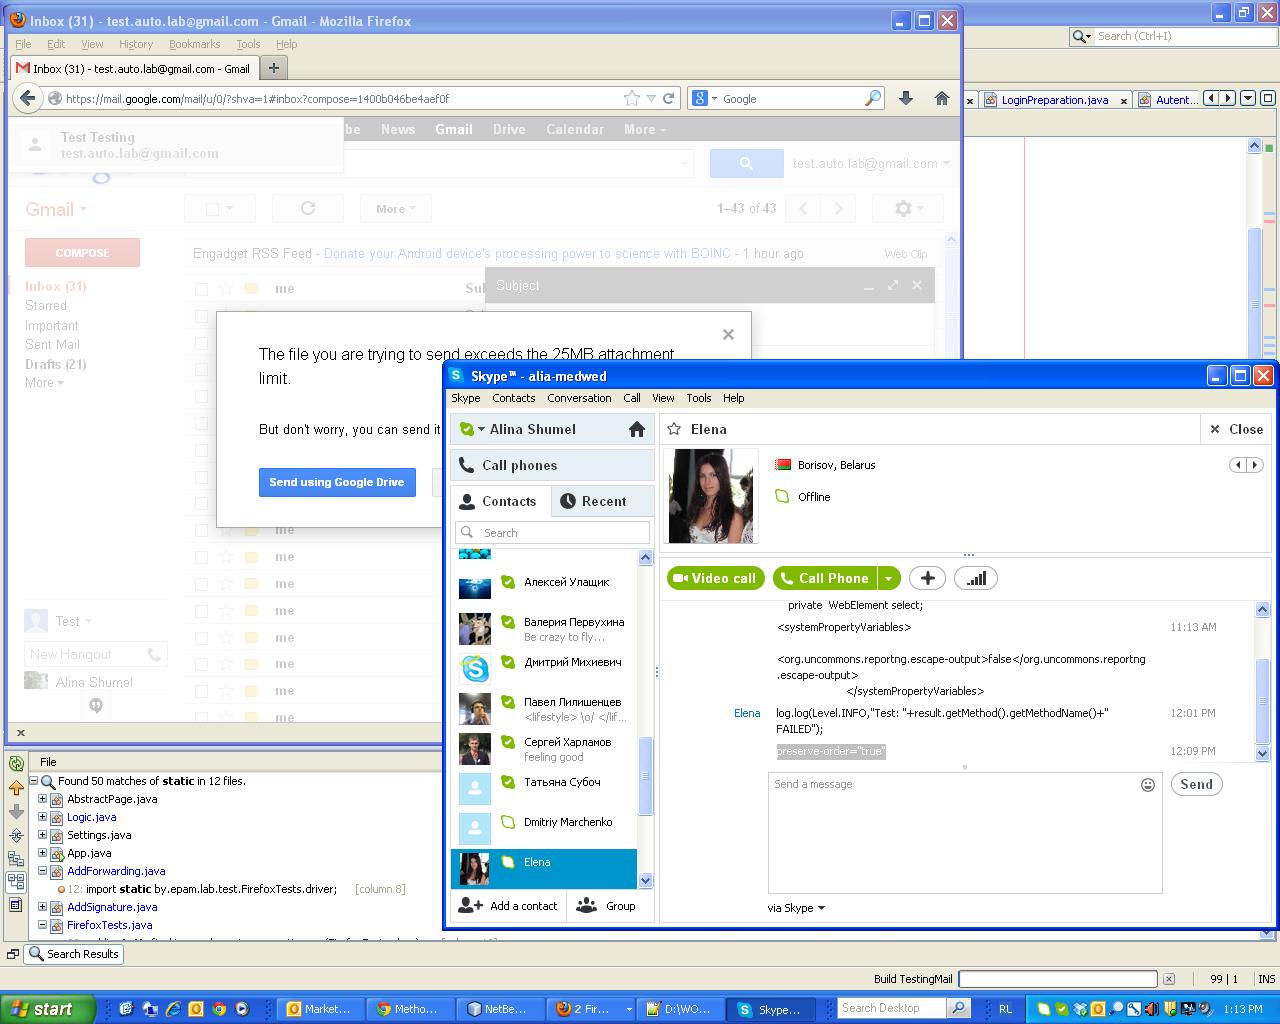 Inbox (31) - test.auto.lab@gmail.com - Gmail - Mozilla Firefox
File Edit View History Bookmarks Tools Help
Inbox (31) - test.auto.lab@gmail.com - Gmail
https://mail.google.com/mail/u/0/?shva=1#inbox?compose=1400b046be4aef0f
Google
Search (Ctrl+I)
LoginPreparation.java
Autent...
Test Testing
test.auto.lab@gmail.com
be News Gmail Drive Calendar More
test.auto.lab@gmail.com
Gmail
More
1–43 of 43
COMPOSE
Engadget RSS Feed - Donate your Android device's processing power to science with BOINC - 1 hour ago
Web Clip
Inbox (31)
Starred
Important
Sent Mail
Drafts (21)
More
me
Subject
The file you are trying to send exceeds the 25MB attachment
limit.
But don't worry, you can send it
Send using Google Drive
me
me
me
me
me
me
me
me
Test
New Hangout
Alina Shumel
Skype™ - alia-medwed
Skype Contacts Conversation Call View Tools Help
Alina Shumel
Call phones
Contacts
Recent
Search
Алексей Улащик
Валерия Первухина
Be crazy to fly...
Дмитрий Михиевич
Павел Лилишенцев
<lifestyle> \o/ </lif...
Сергей Харламов
feeling good
Татьяна Субоч
Dmitriy Marchenko
Elena
Add a contact
Group
Elena
Close
Borisov, Belarus
Offline
Video call
Call Phone
private WebElement select;
<systemPropertyVariables>
11:13 AM
<org.uncommons.reportng.escape-output>false</org.uncommons.reportng
.escape-output>
</systemPropertyVariables>
Elena
log.log(Level.INFO,"Test: "+result.getMethod().getMethodName()+"
12:01 PM
FAILED");
preserve-order="true"
12:09 PM
Send a message
Send
via Skype
File
Found 50 matches of static in 12 files.
AbstractPage.java
Logic.java
Settings.java
App.java
AddForwarding.java
12: import static by.epam.lab.test.FirefoxTests.driver; [column 8]
AddSignature.java
FirefoxTests.java
Search Results
Build TestingMail
99 | 1
INS
start
Market...
Metho...
NetBe...
2 Fir...
D:\WO...
Skype...
Search Desktop
RL
1:13 PM